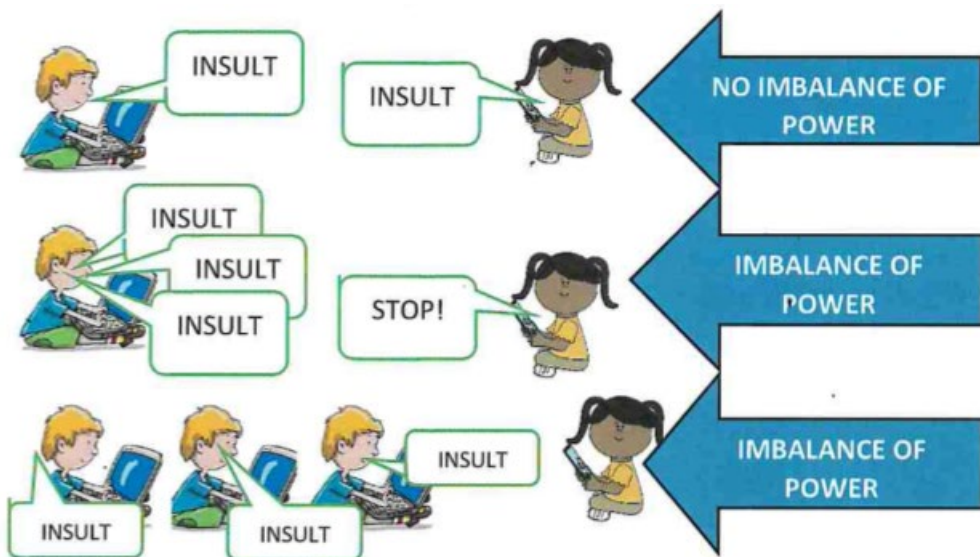 INSULT
INSULT
NO IMBALANCE OF
POWER
INSULT
INSULT
INSULT
STOP!
IMBALANCE OF
POWER
INSULT
INSULT
INSULT
IMBALANCE OF
POWER